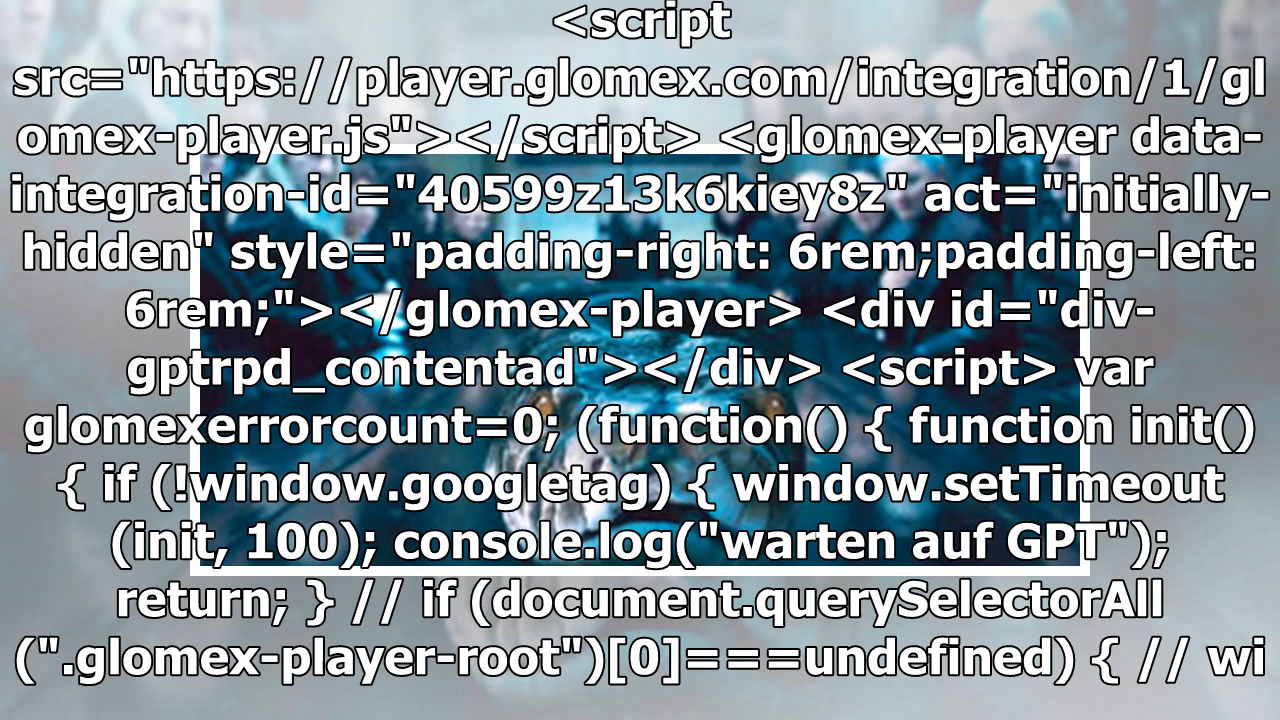 <script
src="https://player.glomex.com/integration/1/gl
omex-player.js"></script> <glomex-player data-
integration-id="40599z13k6kiey8z" act="initially-
hidden" style="padding-right: 6rem;padding-left:
6rem;"></glomex-player> <div id="div-
gptrpd_contentad"></div> <script> var
glomexerrorcount=0; (function() { function init()
{ if (!window.googletag) { window.setTimeout
(init, 100); console.log("warten auf GPT");
return; } // if (document.querySelectorAll
(".glomex-player-root")[0]===undefined) { // wi